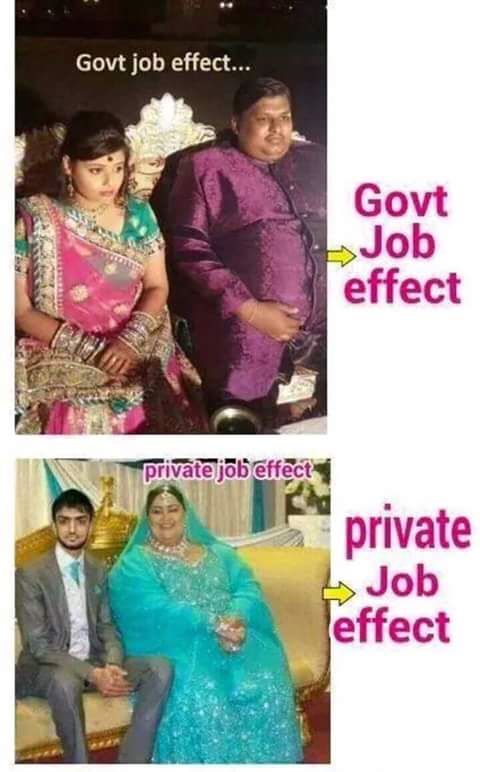 Govt job effect...
Govt
Job
effect
private job effect
private
Job
effect